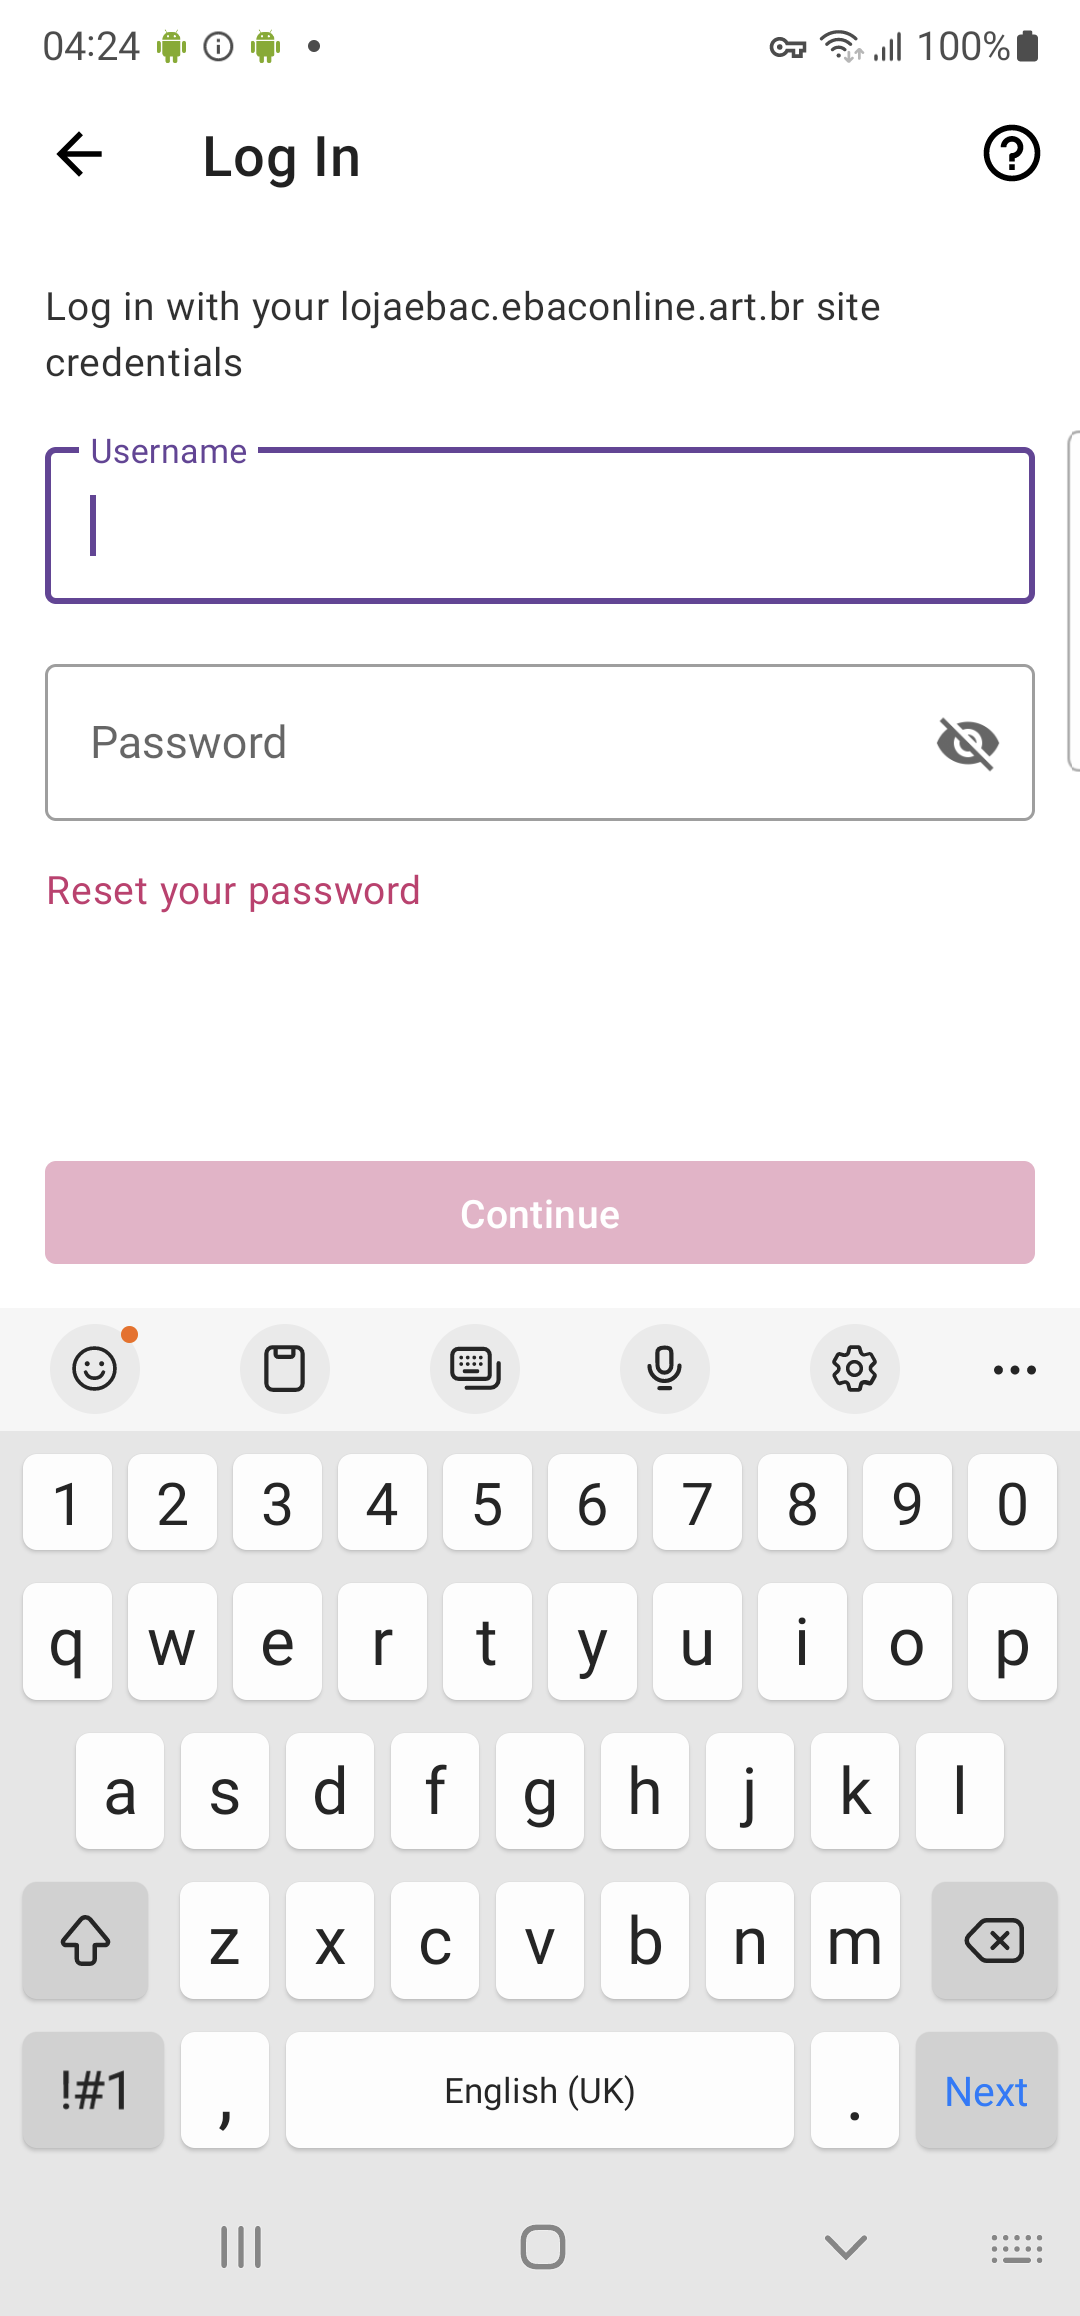 04:24
100%
Log In
Log in with your lojaebac.ebaconline.art.br site
credentials
Username
Password
Reset your password
Continue
1 2 3 4 5 6 7 8 9 0
q w e r t y u i o p
a s d f g h j k l
z x c v b n m
!#1 , English (UK) . Next